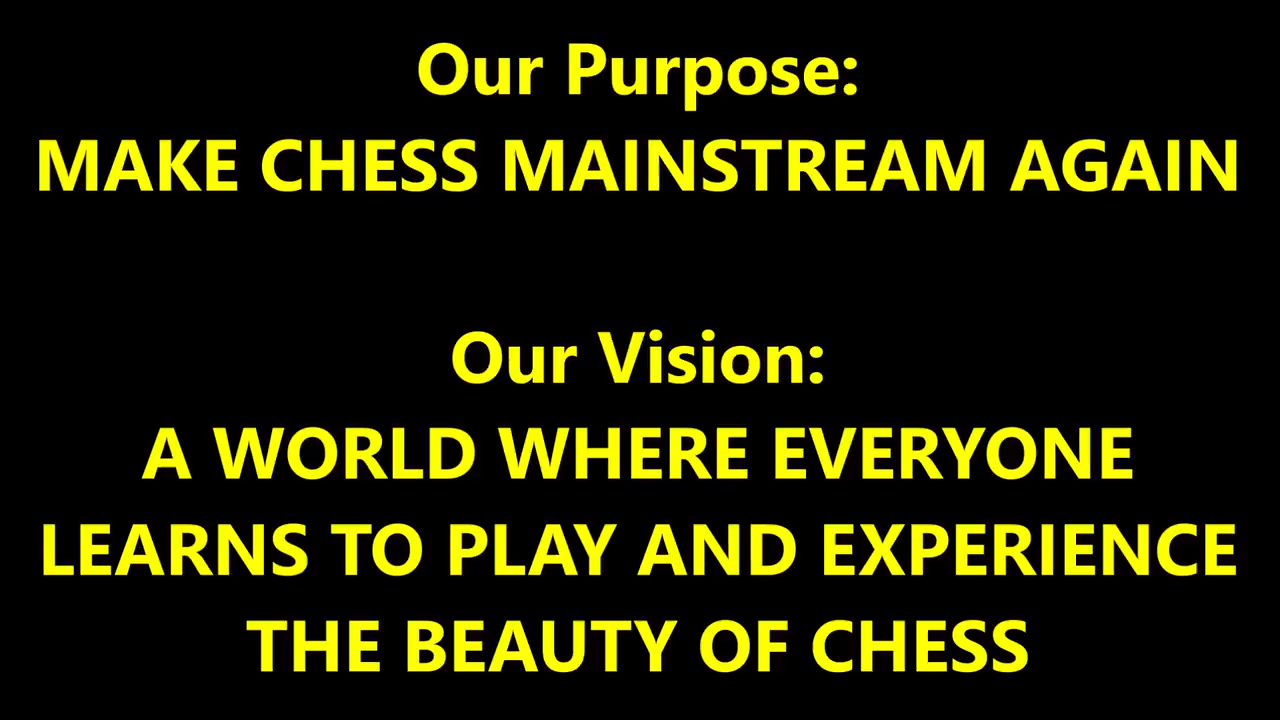 Our Purpose:
MAKE CHESS MAINSTREAM AGAIN
Our Vision:
A WORLD WHERE EVERYONE
LEARNS TO PLAY AND EXPERIENCE
THE BEAUTY OF CHESS